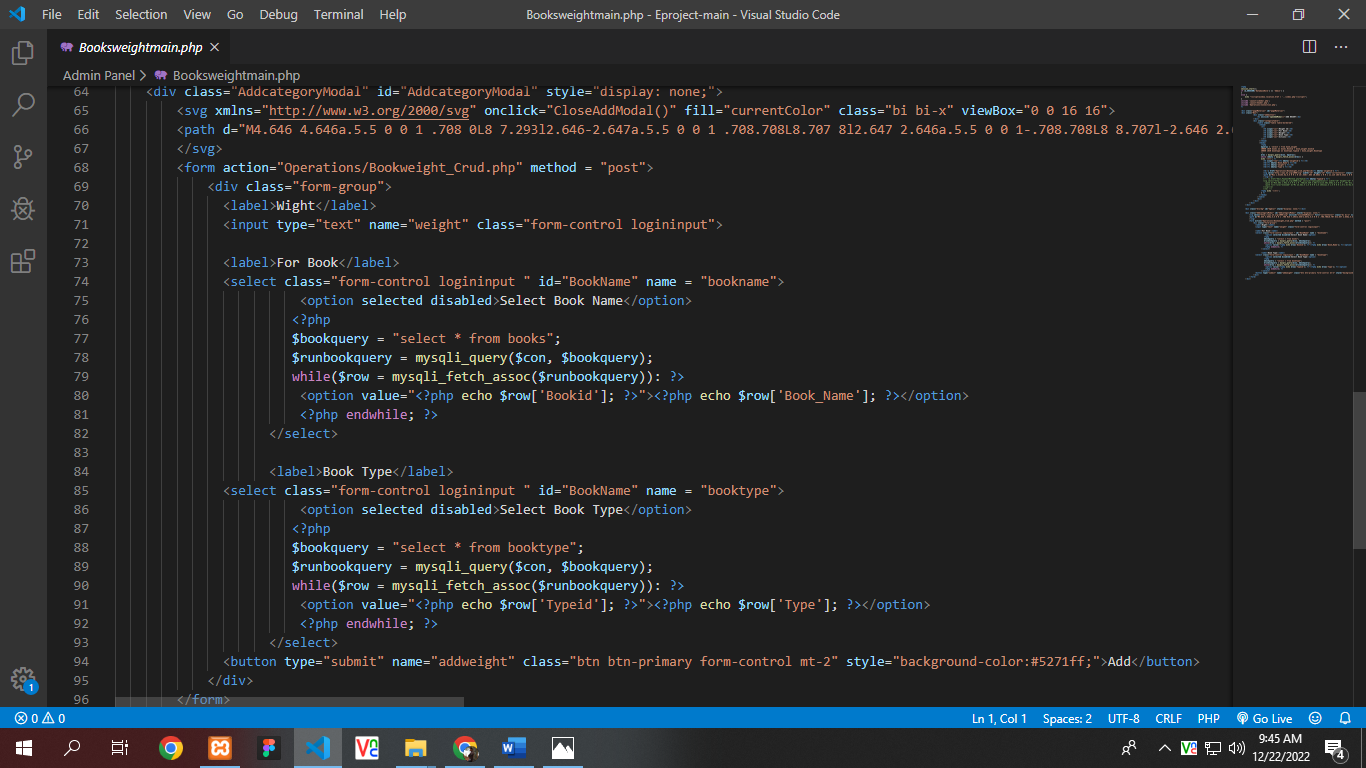 File Edit Selection View Go Debug Terminal Help Booksweightmain.php - Eproject-main - Visual Studio Code
Booksweightmain.php
Admin Panel > Booksweightmain.php
64 <div class="AddcategoryModal" id="AddcategoryModal" style="display: none;">
65 <svg xmlns="http://www.w3.org/2000/svg" onclick="CloseAddModal()" fill="currentColor" class="bi bi-x" viewBox="0 0 16 16">
66 <path d="M4.646 4.646a.5.5 0 0 1 .708 0L8 7.293l2.646-2.647a.5.5 0 0 1 .708.708L8.707 8l2.647 2.646a.5.5 0 0 1-.708.708L8 8.707l-2.646 2.6
67 </svg>
68 <form action="Operations/Bookweight_Crud.php" method = "post">
69 <div class="form-group">
70 <label>Wight</label>
71 <input type="text" name="weight" class="form-control logininput">
72
73 <label>For Book</label>
74 <select class="form-control logininput " id="BookName" name = "bookname">
75 <option selected disabled>Select Book Name</option>
76 <?php
77 $bookquery = "select * from books";
78 $runbookquery = mysqli_query($con, $bookquery);
79 while($row = mysqli_fetch_assoc($runbookquery)): ?>
80 <option value="<?php echo $row['Bookid']; ?>"><?php echo $row['Book_Name']; ?></option>
81 <?php endwhile; ?>
82 </select>
83
84 <label>Book Type</label>
85 <select class="form-control logininput " id="BookName" name = "booktype">
86 <option selected disabled>Select Book Type</option>
87 <?php
88 $bookquery = "select * from booktype";
89 $runbookquery = mysqli_query($con, $bookquery);
90 while($row = mysqli_fetch_assoc($runbookquery)): ?>
91 <option value="<?php echo $row['Typeid']; ?>"><?php echo $row['Type']; ?></option>
92 <?php endwhile; ?>
93 </select>
94 <button type="submit" name="addweight" class="btn btn-primary form-control mt-2" style="background-color:#5271ff;">Add</button>
95 </div>
96 </form>
1
0 0 Ln 1, Col 1 Spaces: 2 UTF-8 CRLF PHP Go Live
9:45 AM
12/22/2022
4